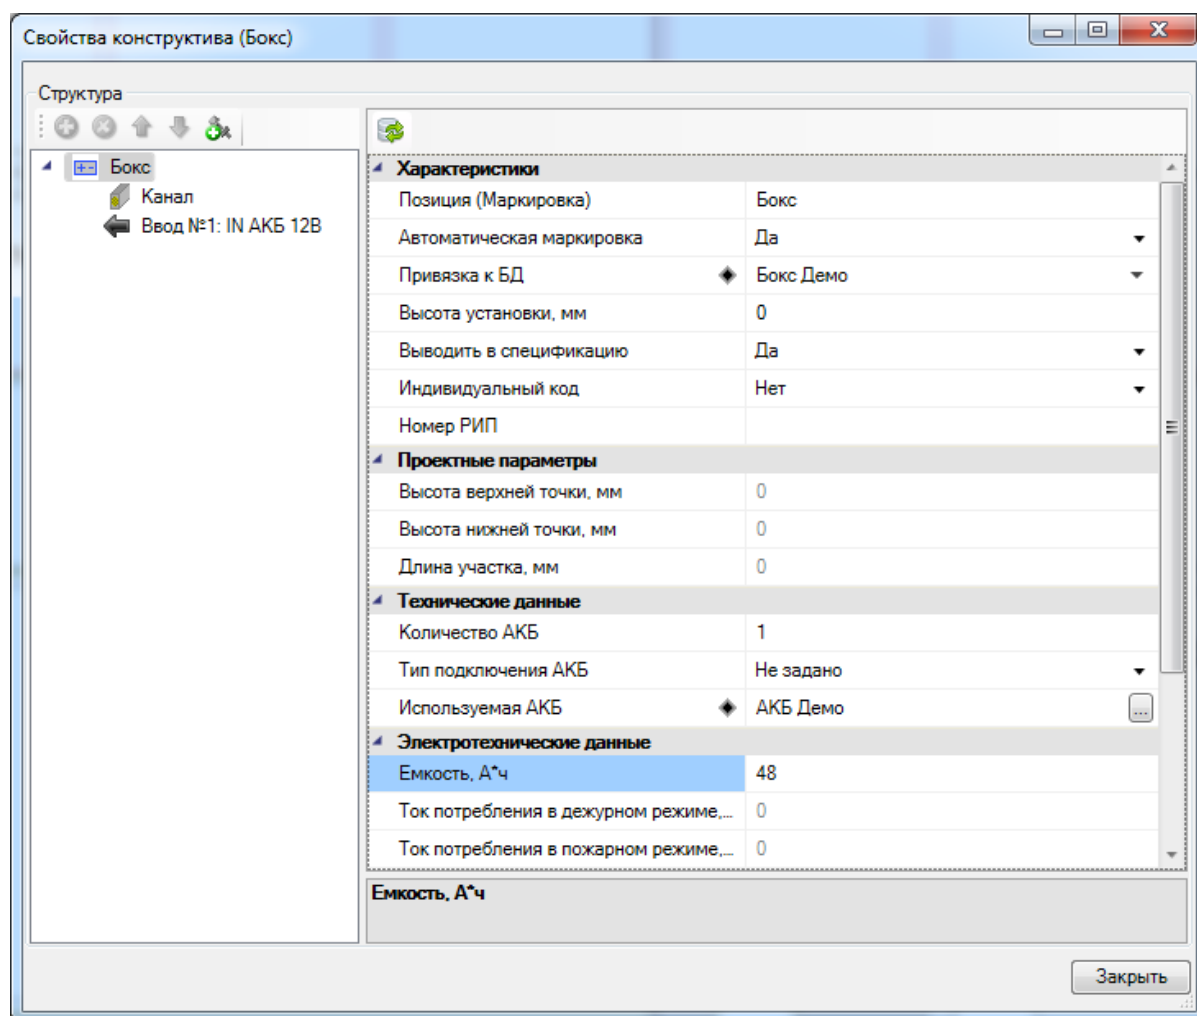 Свойства конструктива (Бокс)
Структура
Бокс
Канал
Ввод №1: IN АКБ 12В
Характеристики
Позиция (Маркировка) Бокс
Автоматическая маркировка Да
Привязка к БД Бокс Демо
Высота установки, мм 0
Выводить в спецификацию Да
Индивидуальный код Нет
Номер РИП
Проектные параметры
Высота верхней точки, мм 0
Высота нижней точки, мм 0
Длина участка, мм 0
Технические данные
Количество АКБ 1
Тип подключения АКБ Не задано
Используемая АКБ АКБ Демо ...
Электротехнические данные
Емкость, А*ч 48
Ток потребления в дежурном режиме,... 0
Ток потребления в пожарном режиме,... 0
Емкость, А*ч
Закрыть